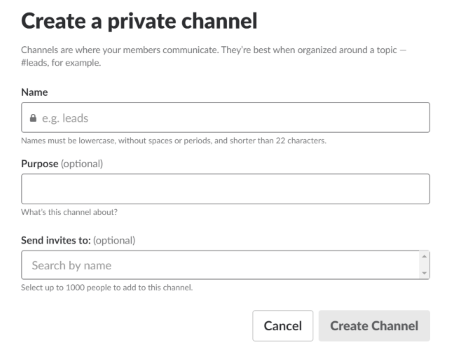 Create a private channel
Channels are where your members communicate. They're best when organized around a topic —
#leads, for example.
Name
e.g. leads
Names must be lowercase, without spaces or periods, and shorter than 22 characters.
Purpose (optional)
What's this channel about?
Send invites to: (optional)
Search by name
Select up to 1000 people to add to this channel.
Cancel Create Channel